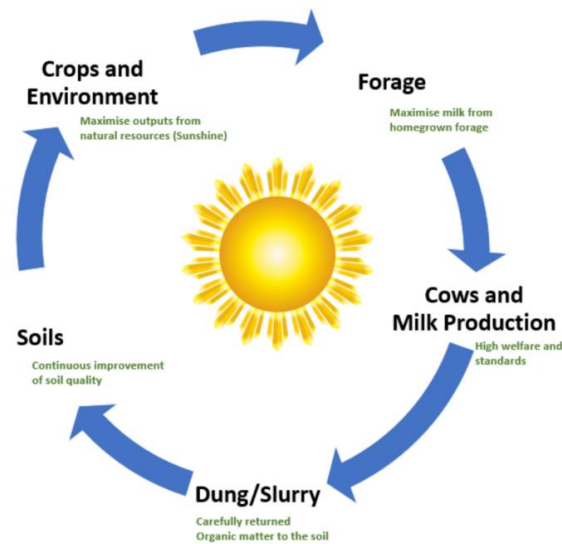 Crops and
Environment
Maximise outputs from
natural resources (Sunshine)
Forage
Maximise milk from
homegrown forage
Cows and
Milk Production
High welfare and
standards
Dung/Slurry
Carefully returned
Organic matter to the soil
Soils
Continuous improvement
of soil quality